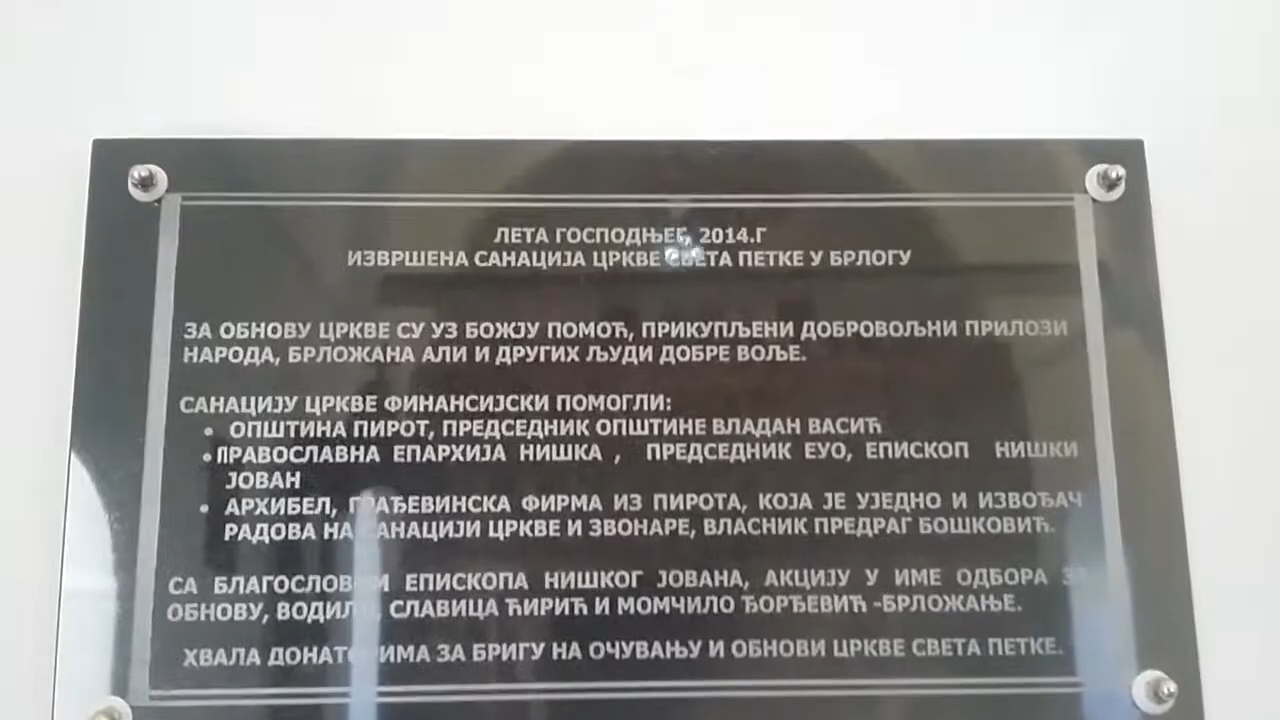 ЛЕТА ГОСПОДЊЕГ, 2014.Г
ИЗВРШЕНА САНАЦИЈА ЦРКВЕ СВЕТА ПЕТКЕ У БРЛОГУ
ЗА ОБНОВУ ЦРКВЕ СУ УЗ БОЖЈУ ПОМОЋ, ПРИКУПЉЕНИ ДОБРОВОЉНИ ПРИЛОЗИ
НАРОДА, БРЛОЖАНА АЛИ И ДРУГИХ ЉУДИ ДОБРЕ ВОЉЕ.
САНАЦИЈУ ЦРКВЕ ФИНАНСИЈСКИ ПОМОГЛИ:
• ОПШТИНА ПИРОТ, ПРЕДСЕДНИК ОПШТИНЕ ВЛАДАН ВАСИЋ
• ПРАВОСЛАВНА ЕПАРХИЈА НИШКА , ПРЕДСЕДНИК ЕУО, ЕПИСКОП НИШКИ
ЈОВАН
• АРХИБЕЛ, ГРАЂЕВИНСКА ФИРМА ИЗ ПИРОТА, КОЈА ЈЕ УЈЕДНО И ИЗВОЂАЧ
РАДОВА НА САНАЦИЈИ ЦРКВЕ И ЗВОНАРЕ, ВЛАСНИК ПРЕДРАГ БОШКОВИЋ.
СА БЛАГОСЛОВОМ ЕПИСКОПА НИШКОГ ЈОВАНА, АКЦИЈУ У ИМЕ ОДБОРА ЗА
ОБНОВУ, ВОДИЛИ, СЛАВИЦА ЋИРИЋ И МОМЧИЛО ЂОРЂЕВИЋ -БРЛОЖАЊЕ.
ХВАЛА ДОНАТОРИМА ЗА БРИГУ НА ОЧУВАЊУ И ОБНОВИ ЦРКВЕ СВЕТА ПЕТКЕ.